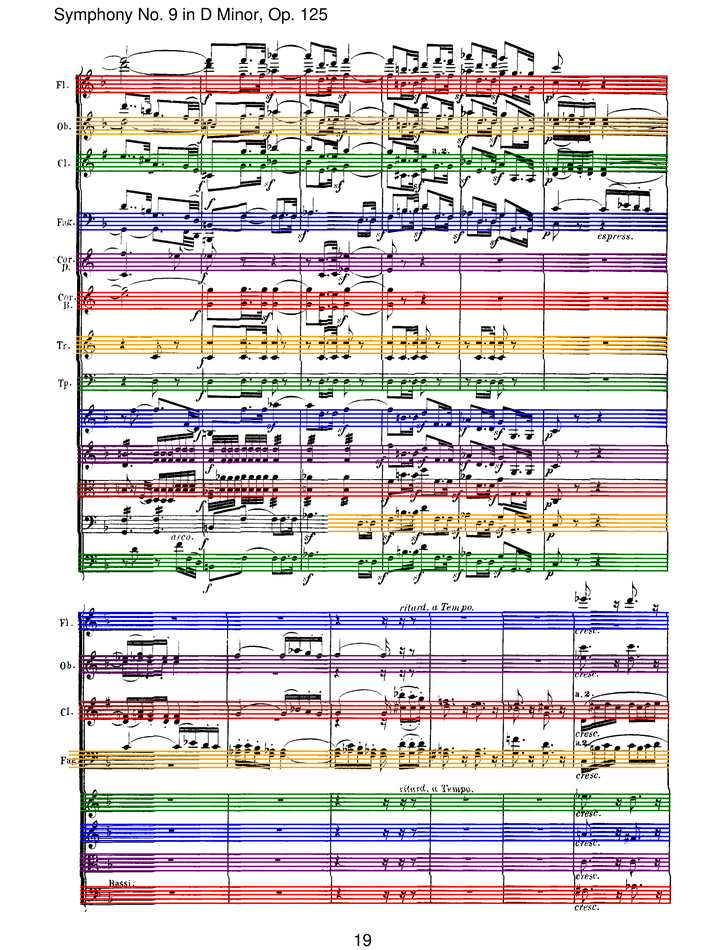 Symphony No. 9 in D Minor, Op. 125
Fl.
Ob.
Cl.
a.2.
Fag.
espress.
Cor.
D.
Cor.
B.
Tr.
Tp.
arco.
ritard. a Tempo.
Fl.
cresc.
Ob.
cresc.
a.2.
Cl.
cresc.
a.2.
Fag
cresc.
ritard. a Tempo.
cresc.
cresc.
cresc.
Bassi.
cresc.
19